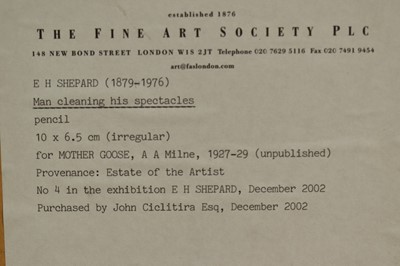 established 1876
THE FINE ART SOCIETY PLC
148 NEW BOND STREET LONDON W1S 2JT Telephone 020 7629 5116 Fax 020 7491 9454
art@faslondon.com
E H SHEPARD (1879-1976)
Man cleaning his spectacles
pencil
10 x 6.5 cm (irregular)
for MOTHER GOOSE, A A Milne, 1927-29 (unpublished)
Provenance: Estate of the Artist
No 4 in the exhibition E H SHEPARD, December 2002
Purchased by John Ciclitira Esq, December 2002